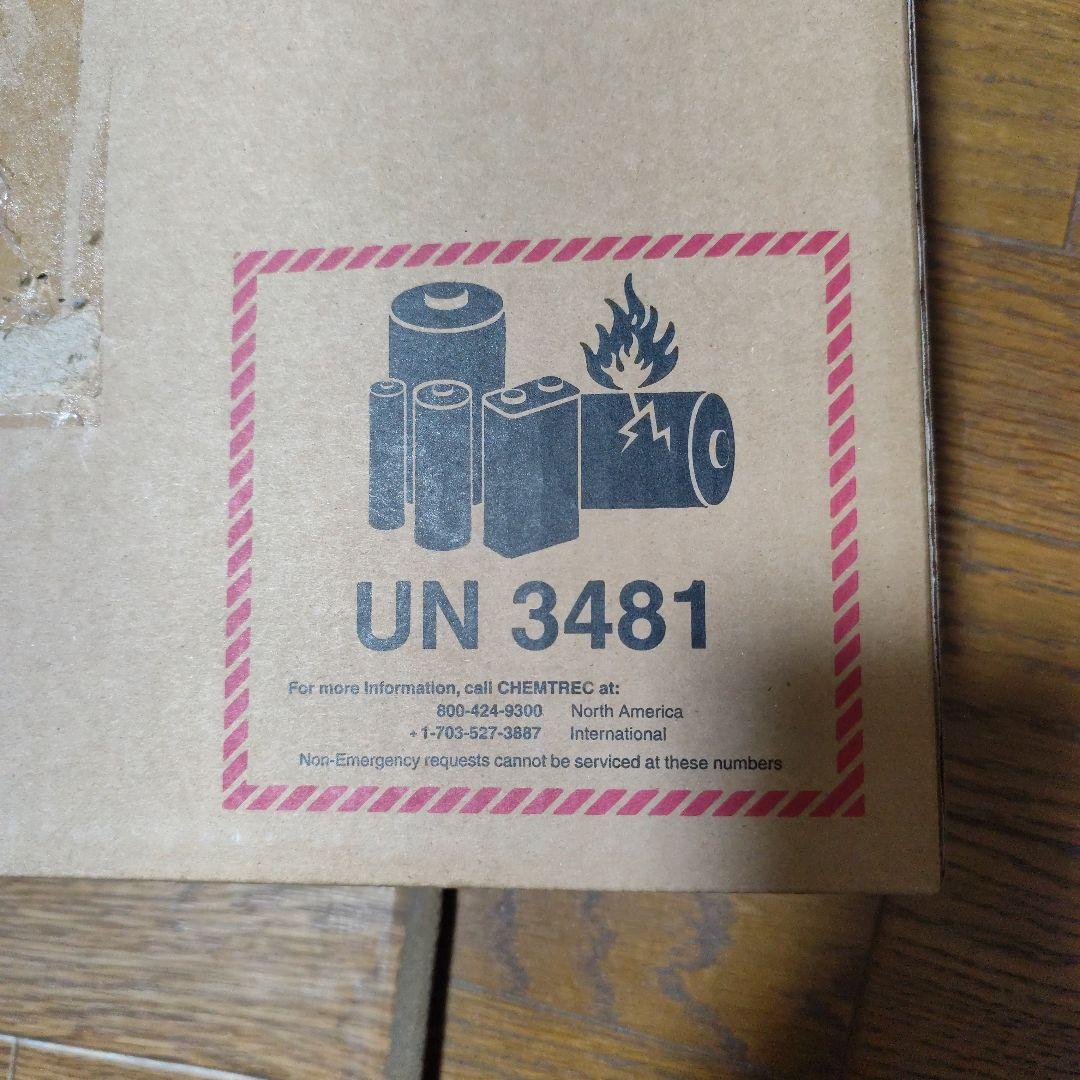 UN 3481
For more Information, call CHEMTREC at:
800-424-9300 North America
+1-703-527-3887 International
Non-Emergency requests cannot be serviced at these numbers